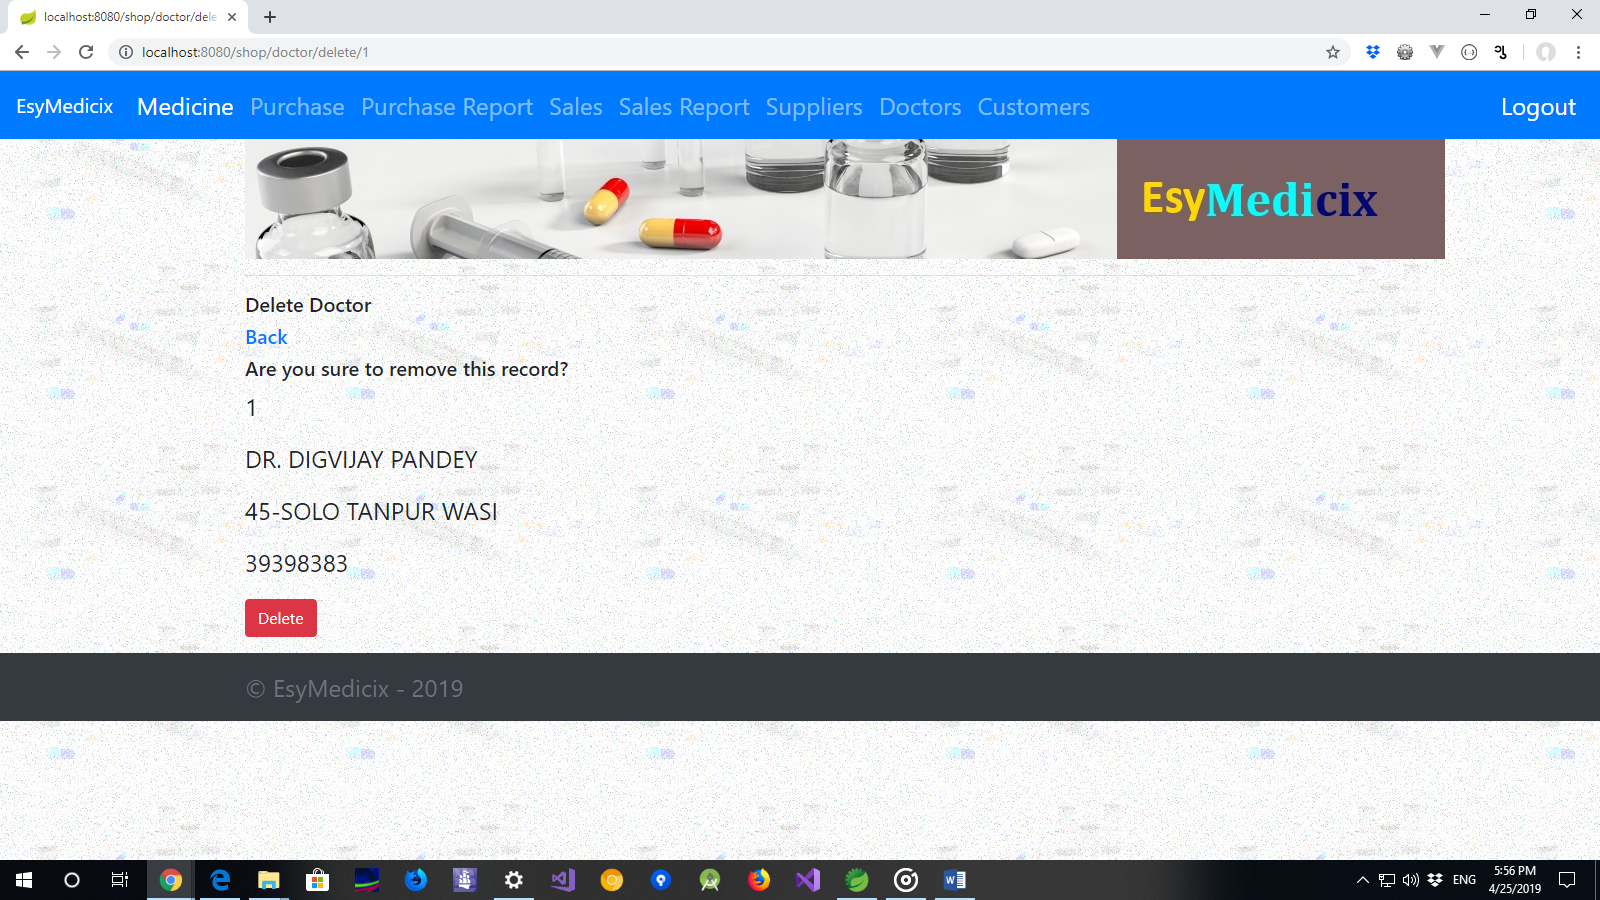 localhost:8080/shop/doctor/dele
localhost:8080/shop/doctor/delete/1
EsyMedicix Medicine Purchase Purchase Report Sales Sales Report Suppliers Doctors Customers Logout
EsyMedicix
Delete Doctor
Back
Are you sure to remove this record?
1
DR. DIGVIJAY PANDEY
45-SOLO TANPUR WASI
39398383
Delete
© EsyMedicix - 2019
ENG
5:56 PM
4/25/2019